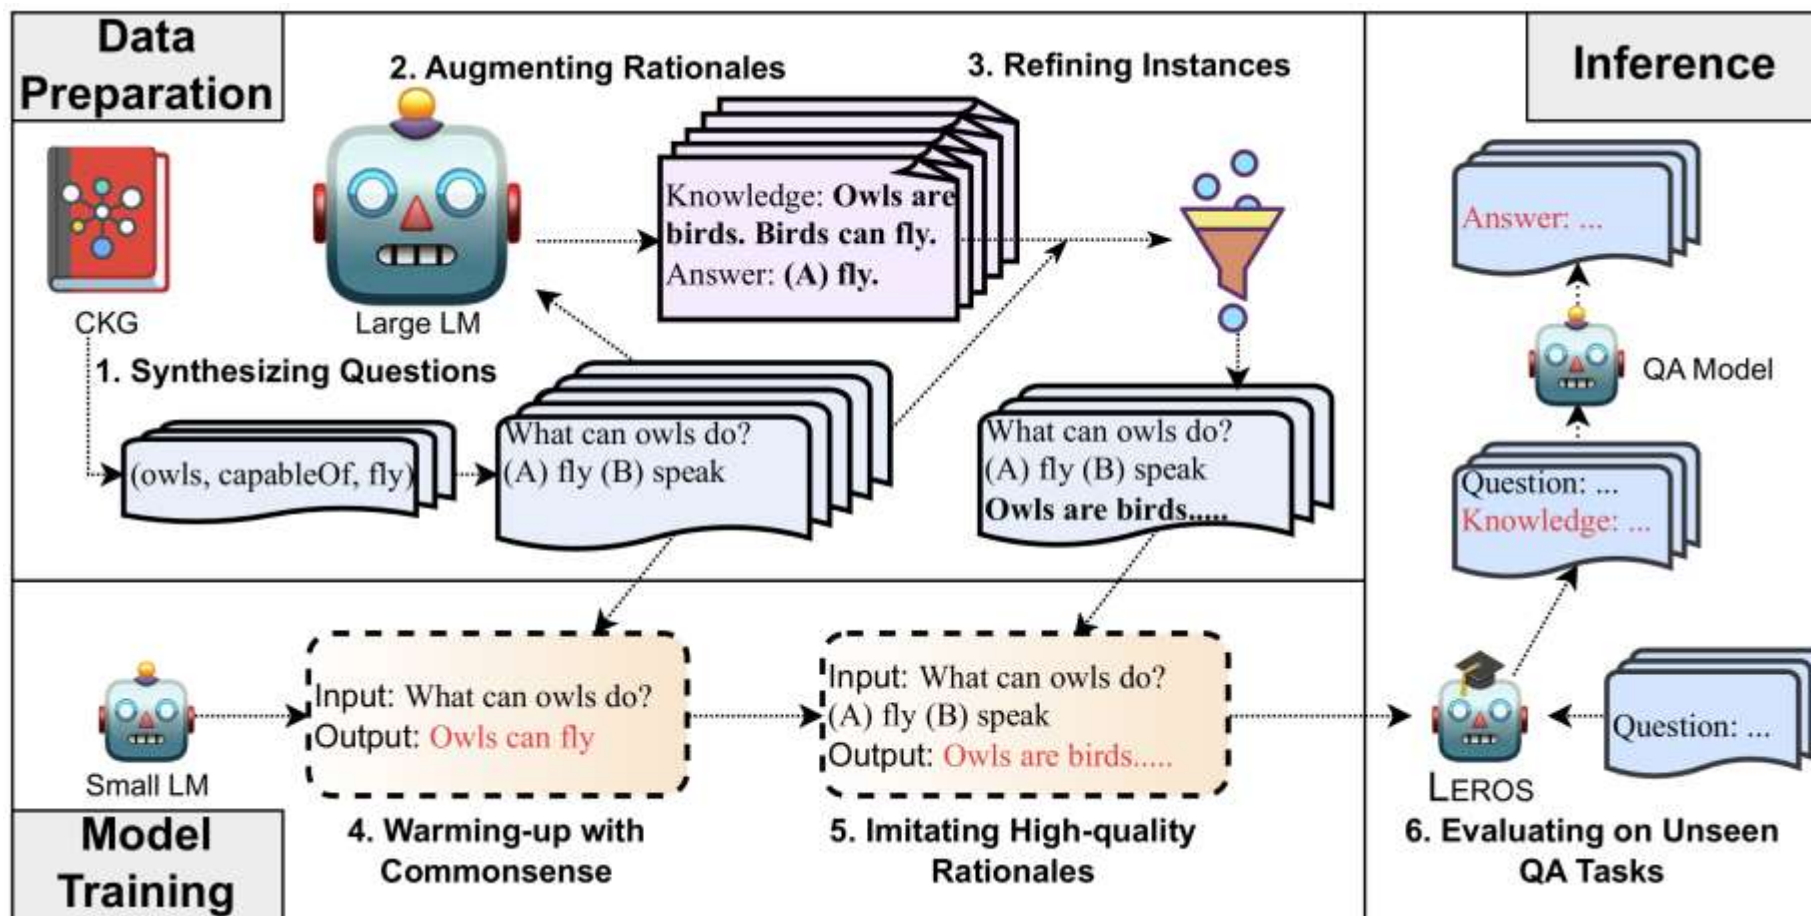 Data
Preparation
2. Augmenting Rationales
3. Refining Instances
Knowledge: Owls are
birds. Birds can fly.
Answer: (A) fly.
CKG
Large LM
1. Synthesizing Questions
(owls, capableOf, fly)
What can owls do?
(A) fly (B) speak
What can owls do?
(A) fly (B) speak
Owls are birds.....
Small LM
Input: What can owls do?
Output: Owls can fly
Input: What can owls do?
(A) fly (B) speak
Output: Owls are birds.....
Model
Training
4. Warming-up with
Commonsense
5. Imitating High-quality
Rationales
Inference
Answer: ...
QA Model
Question: ...
Knowledge: ...
Question: ...
LEROS
6. Evaluating on Unseen
QA Tasks